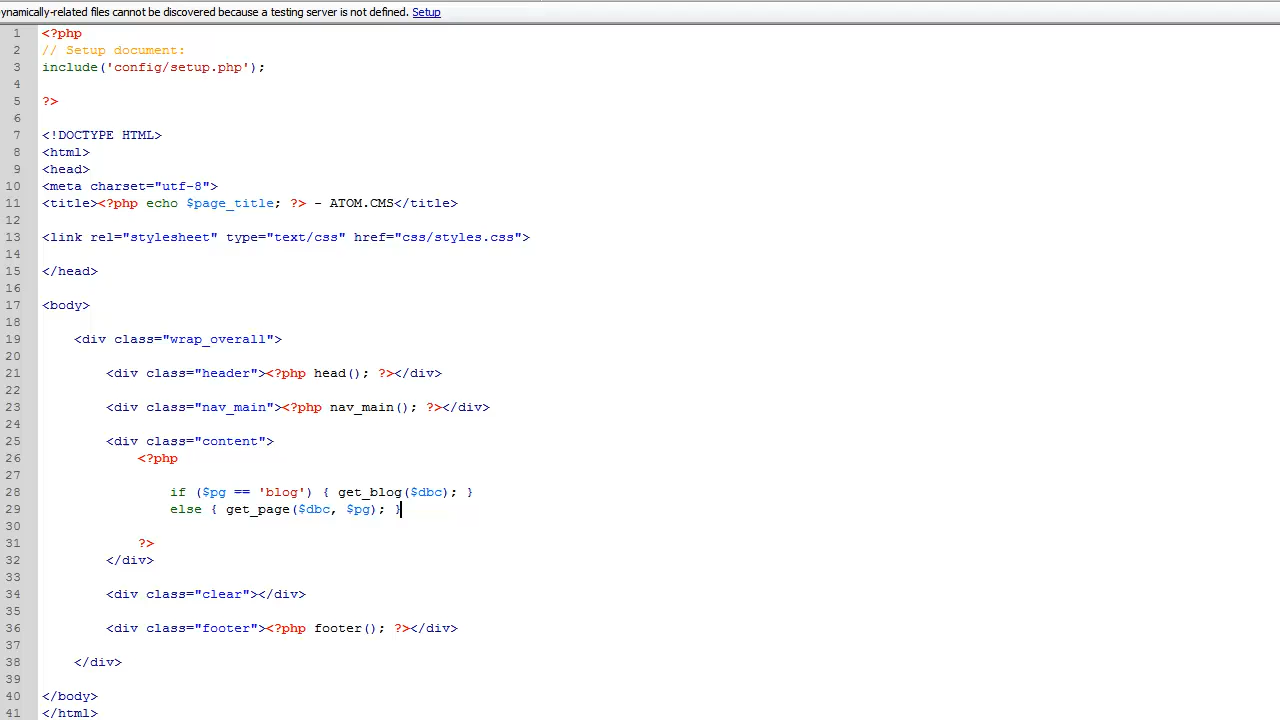 ynamically-related files cannot be discovered because a testing server is not defined. Setup
1 <?php
2 // Setup document:
3 include('config/setup.php');
4
5 ?>
6
7 <!DOCTYPE HTML>
8 <html>
9 <head>
10 <meta charset="utf-8">
11 <title><?php echo $page_title; ?> - ATOM.CMS</title>
12
13 <link rel="stylesheet" type="text/css" href="css/styles.css">
14
15 </head>
16
17 <body>
18
19 <div class="wrap_overall">
20
21 <div class="header"><?php head(); ?></div>
22
23 <div class="nav_main"><?php nav_main(); ?></div>
24
25 <div class="content">
26 <?php
27
28 if ($pg == 'blog') { get_blog($dbc); }
29 else { get_page($dbc, $pg); }
30
31 ?>
32 </div>
33
34 <div class="clear"></div>
35
36 <div class="footer"><?php footer(); ?></div>
37
38 </div>
39
40 </body>
41 </html>